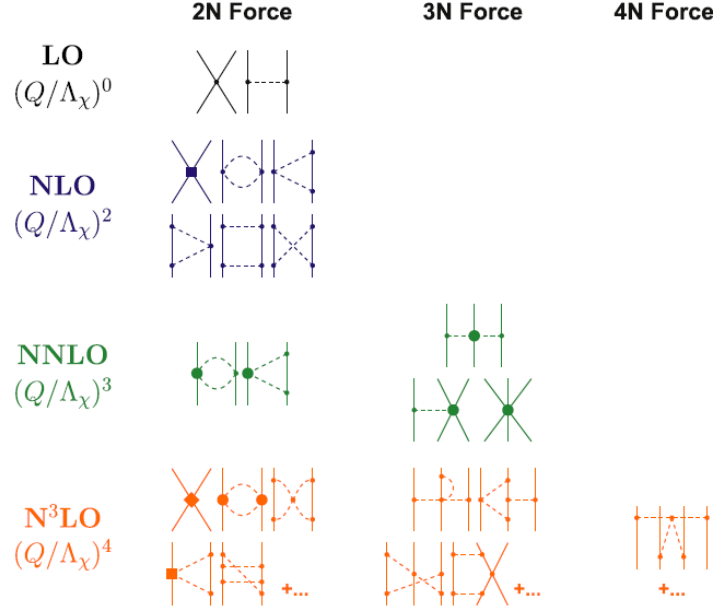 2N Force 3N Force 4N Force
LO
(Q/Λχ)⁰
NLO
(Q/Λχ)²
NNLO
(Q/Λχ)³
N³LO
(Q/Λχ)⁴
+... +... +...